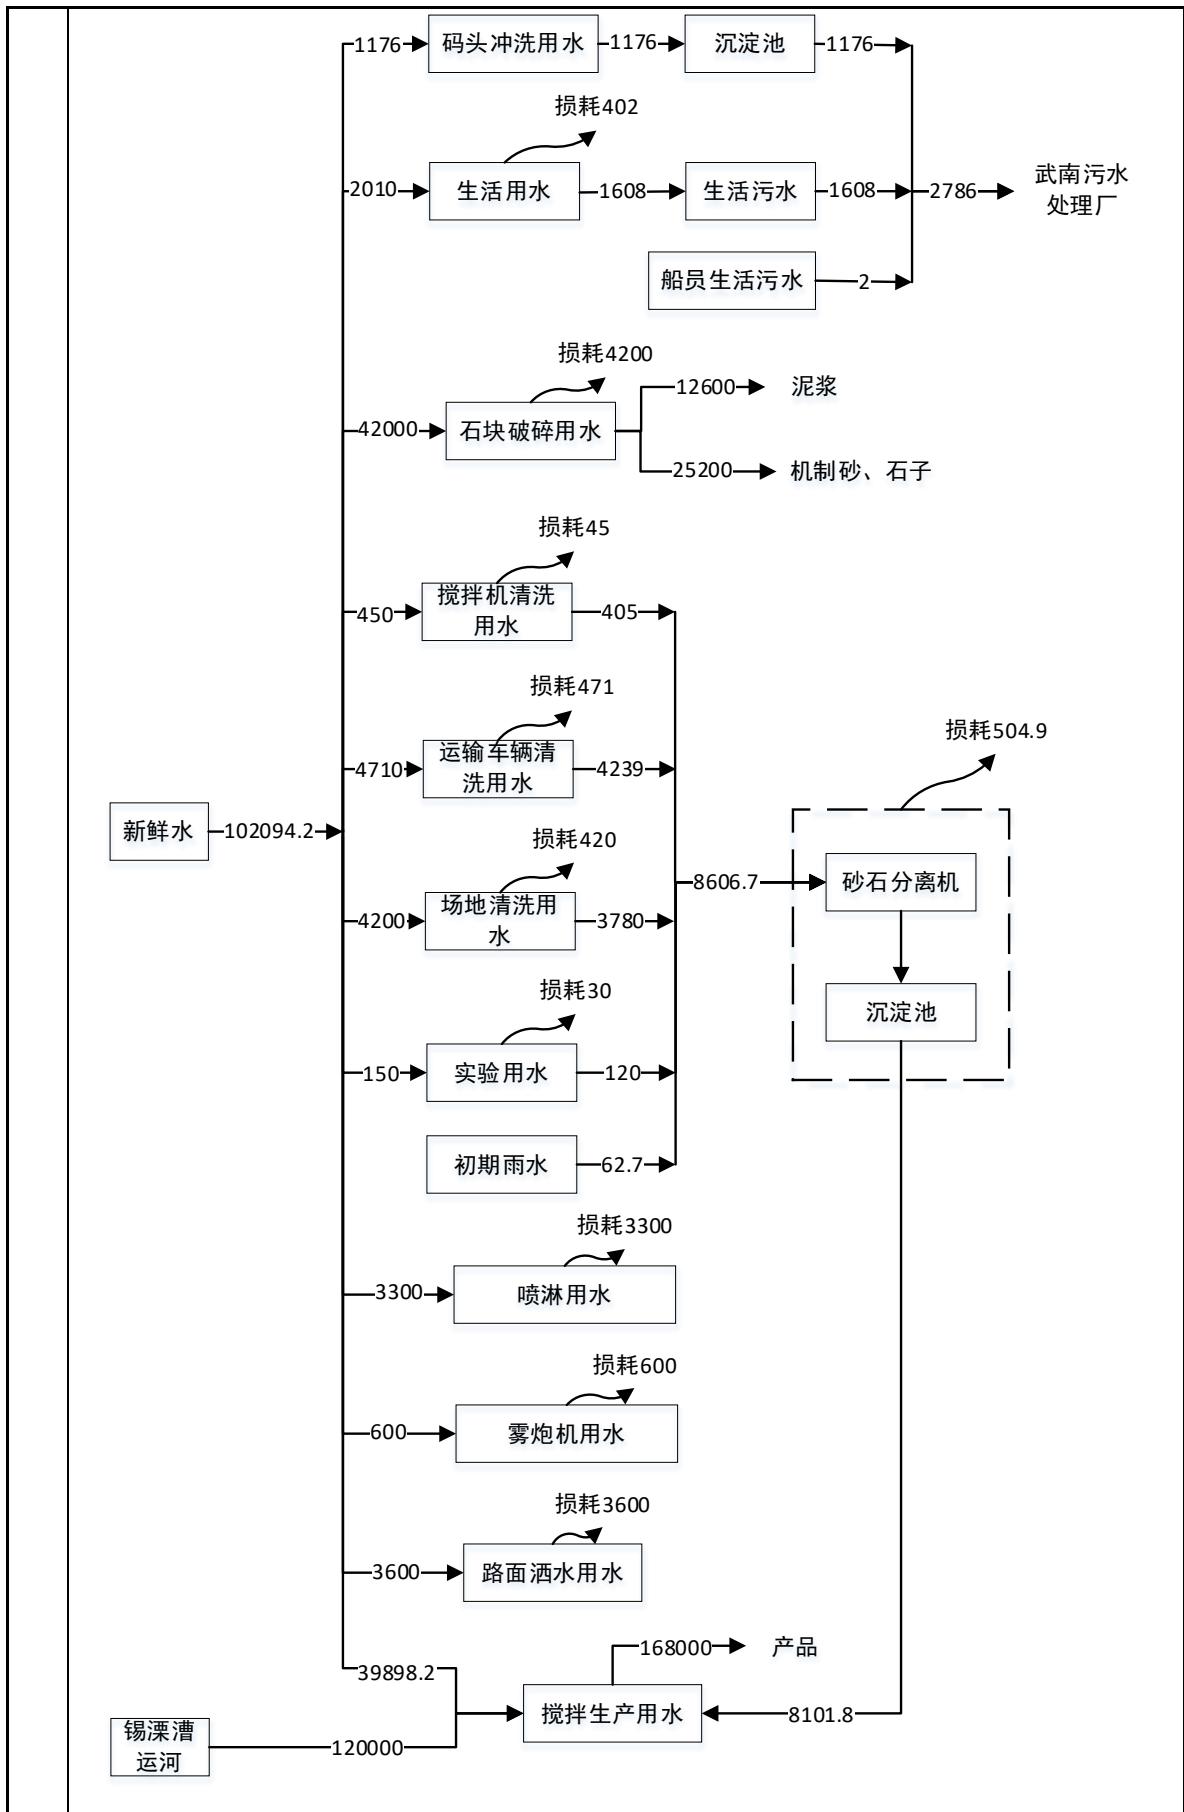 1176
码头冲洗用水
1176
沉淀池
1176
损耗402
2010
生活用水
1608
生活污水
1608
2786
武南污水
处理厂
船员生活污水
2
损耗4200
42000
石块破碎用水
12600
泥浆
25200
机制砂、石子
损耗45
450
搅拌机清洗
用水
405
损耗471
4710
运输车辆清
洗用水
4239
损耗504.9
新鲜水
102094.2
损耗420
4200
场地清洗用
水
3780
8606.7
砂石分离机
沉淀池
损耗30
150
实验用水
120
初期雨水
62.7
损耗3300
3300
喷淋用水
损耗600
600
雾炮机用水
损耗3600
3600
路面洒水用水
168000
产品
39898.2
搅拌生产用水
8101.8
锡溧漕
运河
120000